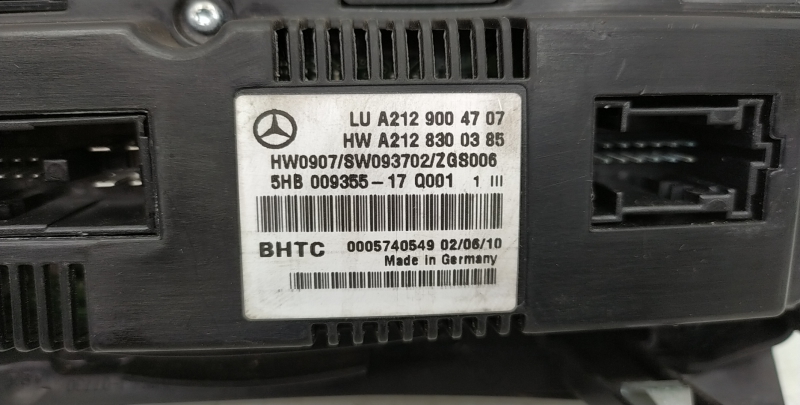 LU A212 900 47 07
HW A212 830 03 85
HW0907/SW093702/ZGS006
5HB 009355-17 Q001 1 III
BHTC 0005740549 02/06/10
Made in Germany